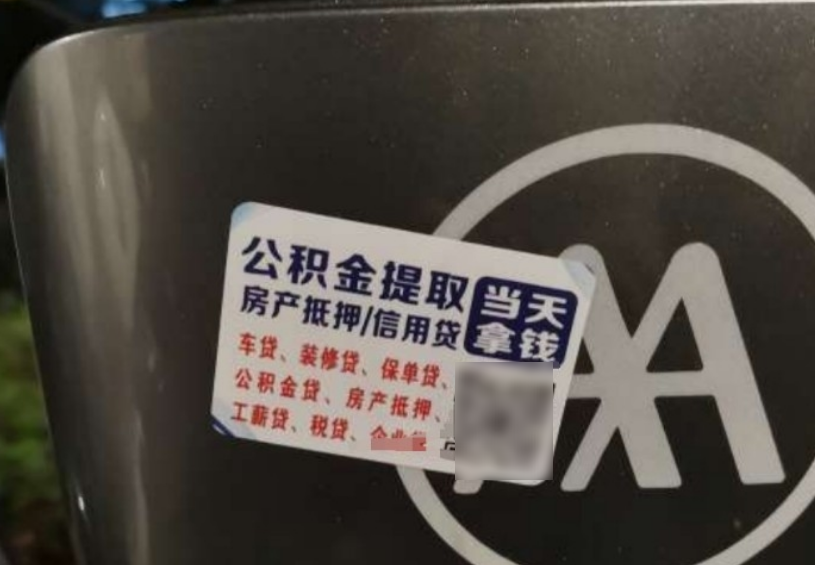 公积金提取
当天
拿钱
房产抵押/信用贷
车贷、装修贷、保单贷、
公积金贷、房产抵押、
工薪贷、税贷、